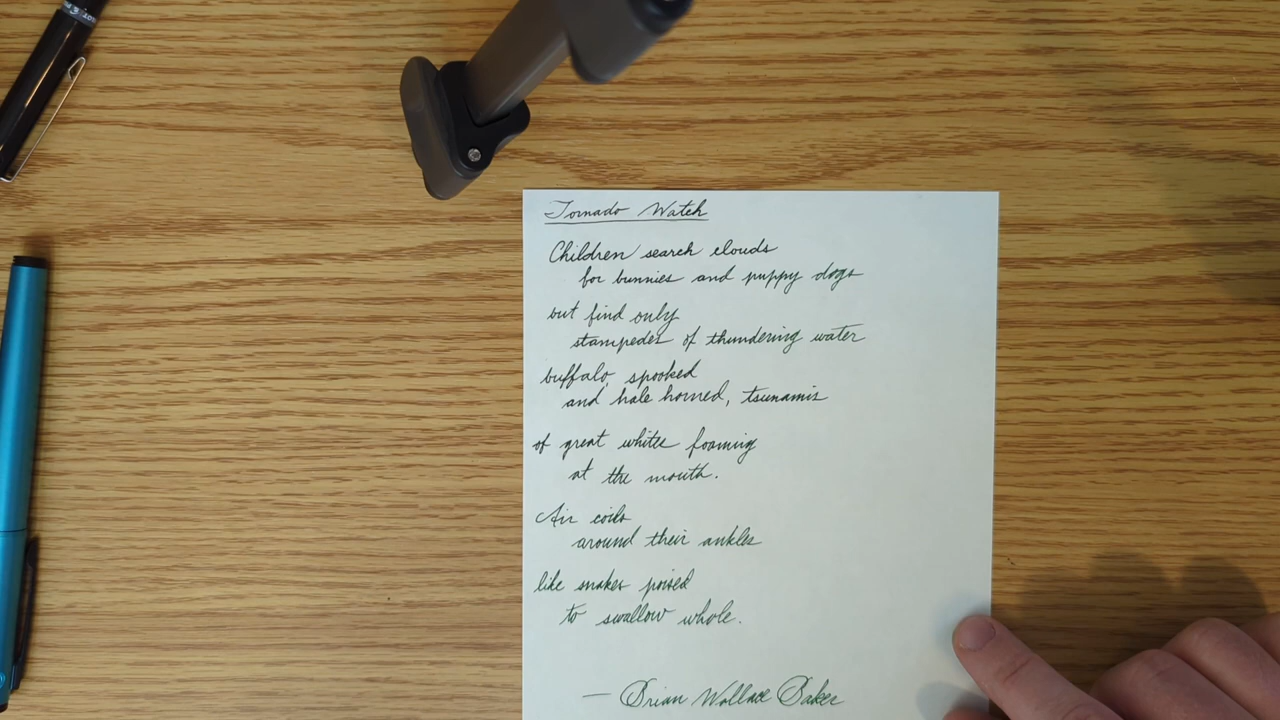 Tornado Watch
Children search clouds
for bunnies and puppy dogs
but find only
stampedes of thundering water
buffalo, spooked
and hale horned, tsunamis
of great whites foaming
at the mouth.
Air coils
around their ankles
like snakes poised
to swallow whole.
— Brian Wallace Baker